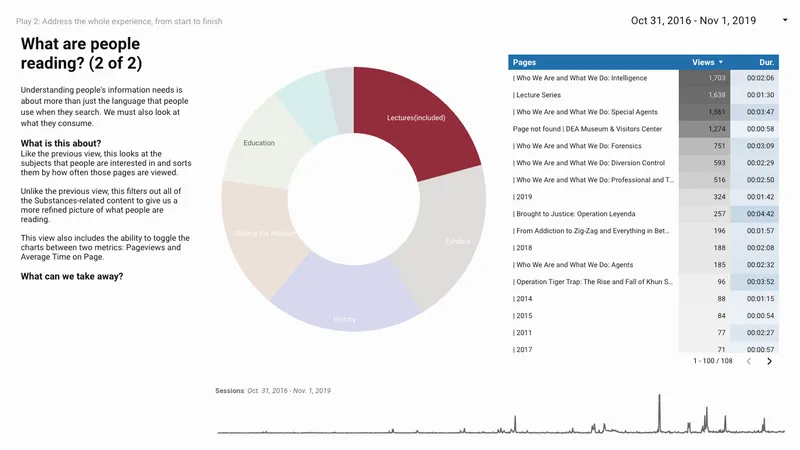 Play 2: Address the whole experience, from start to finish
Oct 31, 2016 - Nov 1, 2019
What are people
reading? (2 of 2)
Understanding people's information needs is
about more than just the language that people
use when they search. We must also look at
what they consume.
What is this about?
Like the previous view, this looks at the
subjects that people are interested in and sorts
them by how often those pages are viewed.
Unlike the previous view, this filters out all of
the Substances-related content to give us a
more refined picture of what people are
reading.
This view also includes the ability to toggle the
charts between two metrics: Pageviews and
Average Time on Page.
What can we take away?
Lectures(included)
Exhibits
History
Visiting the Museum
Education
Pages Views Dur.
| Who We Are and What We Do: Intelligence 1,703 00:02:06
| Lecture Series 1,638 00:01:30
| Who We Are and What We Do: Special Agents 1,561 00:03:47
Page not found | DEA Museum & Visitors Center 1,274 00:00:58
| Who We Are and What We Do: Forensics 751 00:03:09
| Who We Are and What We Do: Diversion Control 593 00:02:29
| Who We Are and What We Do: Professional and T... 516 00:02:50
| 2019 324 00:01:42
| Brought to Justice: Operation Leyenda 257 00:04:42
| From Addiction to Zig-Zag and Everything in Bet... 196 00:01:57
| 2018 188 00:02:08
| Who We Are and What We Do: Agents 185 00:02:32
| Operation Tiger Trap: The Rise and Fall of Khun S... 96 00:03:52
| 2014 88 00:01:15
| 2015 84 00:00:54
| 2011 77 00:02:27
| 2017 71 00:00:57
1 - 100 / 108
Sessions: Oct. 31, 2016 - Nov. 1, 2019